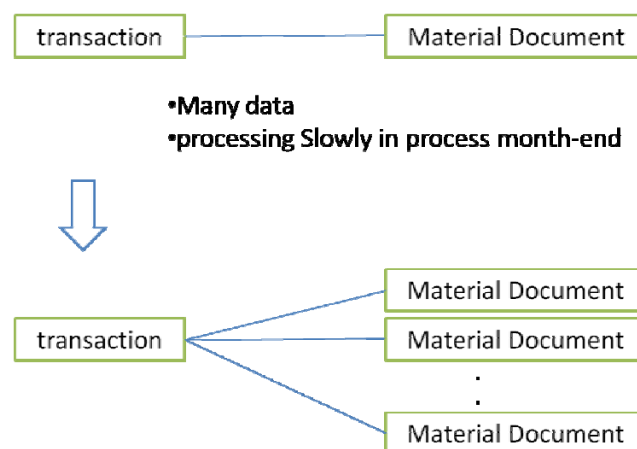 transaction Material Document
•Many data
•processing Slowly in process month-end
Material Document
transaction Material Document
:
Material Document